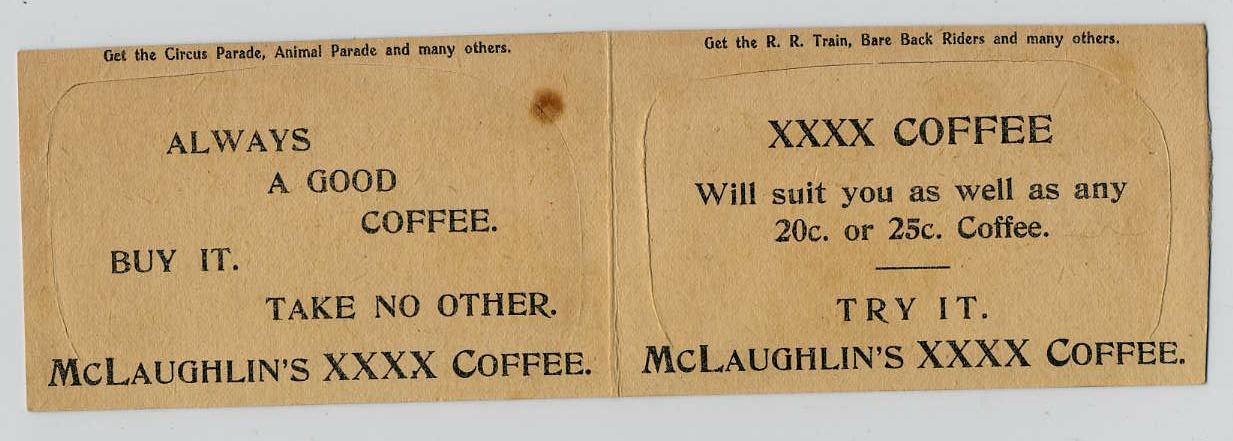 Get the Circus Parade, Animal Parade and many others.
ALWAYS
A GOOD
COFFEE.
BUY IT.
TAKE NO OTHER.
McLAUGHLIN'S XXXX COFFEE.
Get the R. R. Train, Bare Back Riders and many others.
XXXX COFFEE
Will suit you as well as any
20c. or 25c. Coffee.
TRY IT.
McLAUGHLIN'S XXXX COFFEE.